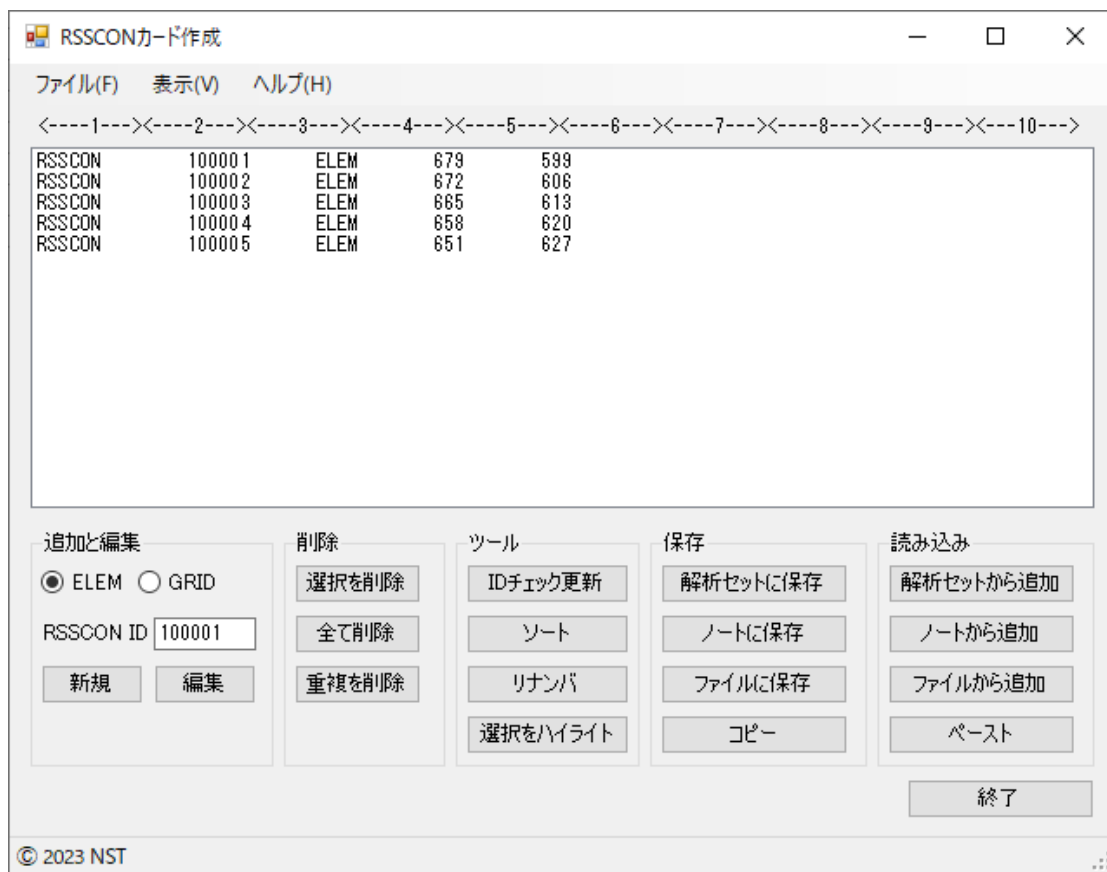 RSSCONカード作成
ファイル(F) 表示(V) ヘルプ(H)
<----1---><----2---><----3---><----4---><----5---><----6---><----7---><----8---><----9---><---10--->
RSSCON 100001 ELEM 679 599
RSSCON 100002 ELEM 672 606
RSSCON 100003 ELEM 665 613
RSSCON 100004 ELEM 658 620
RSSCON 100005 ELEM 651 627
追加と編集
ELEM GRID
RSSCON ID 100001
新規 編集
削除
選択を削除
全て削除
重複を削除
ツール
IDチェック更新
ソート
リナンバ
選択をハイライト
保存
解析セットに保存
ノートに保存
ファイルに保存
コピー
読み込み
解析セットから追加
ノートから追加
ファイルから追加
ペースト
終了
© 2023 NST